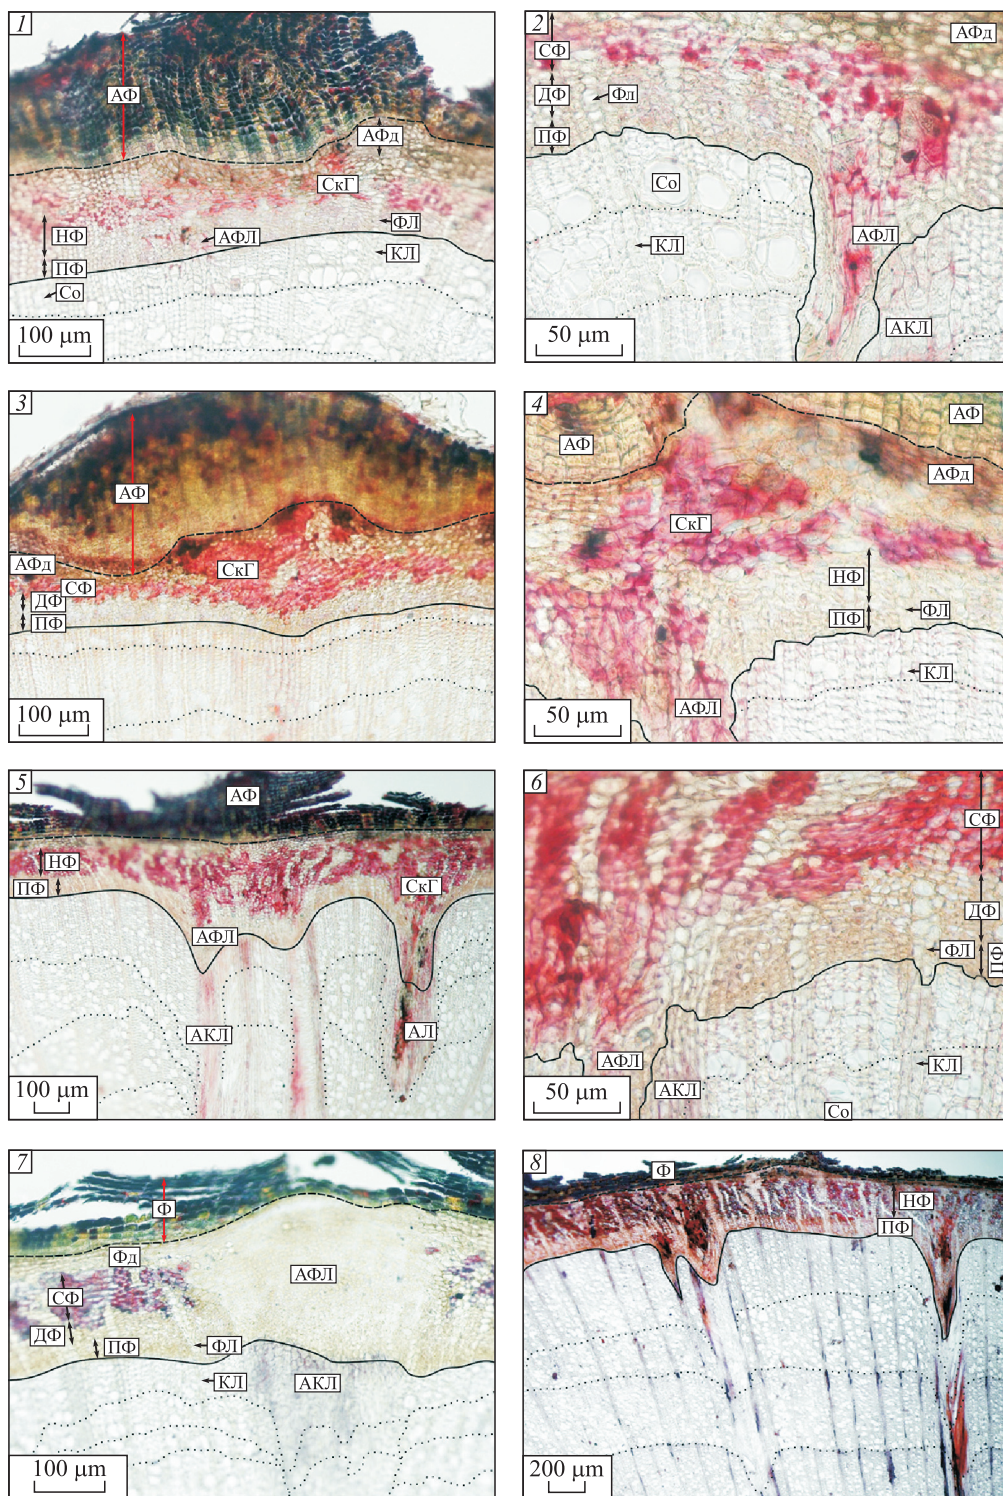 1
АФ
АФд
СкГ
НФ
ФЛ
АФЛ
КЛ
ПФ
Со
100 µm
2
СФ
АФд
ДФ
Фл
ПФ
Со
АФЛ
КЛ
АКЛ
50 µm
3
АФ
АФд
СкГ
СФ
ДФ
ПФ
100 µm
4
АФ
АФ
АФд
СкГ
НФ
ПФ
ФЛ
КЛ
АФЛ
50 µm
5
АФ
НФ
ПФ
СкГ
АФЛ
АКЛ
АЛ
100 µm
6
СФ
ДФ
ФЛ
ПФ
АФЛ
КЛ
АКЛ
Со
50 µm
7
Ф
Фд
АФЛ
СФ
ДФ
ПФ
ФЛ
КЛ
АКЛ
100 µm
8
Ф
НФ
ПФ
200 µm